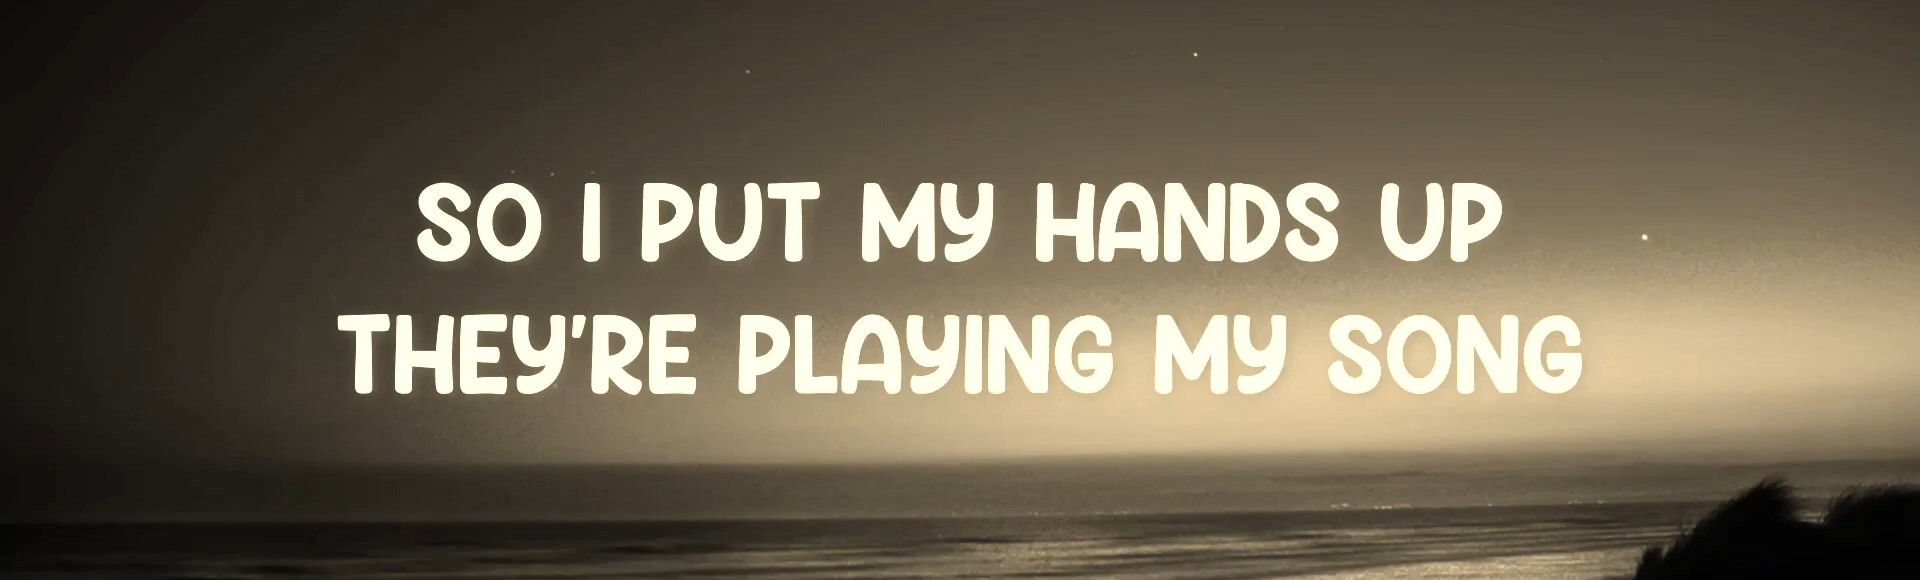 SO I PUT MY HANDS UP
THEY'RE PLAYING MY SONG